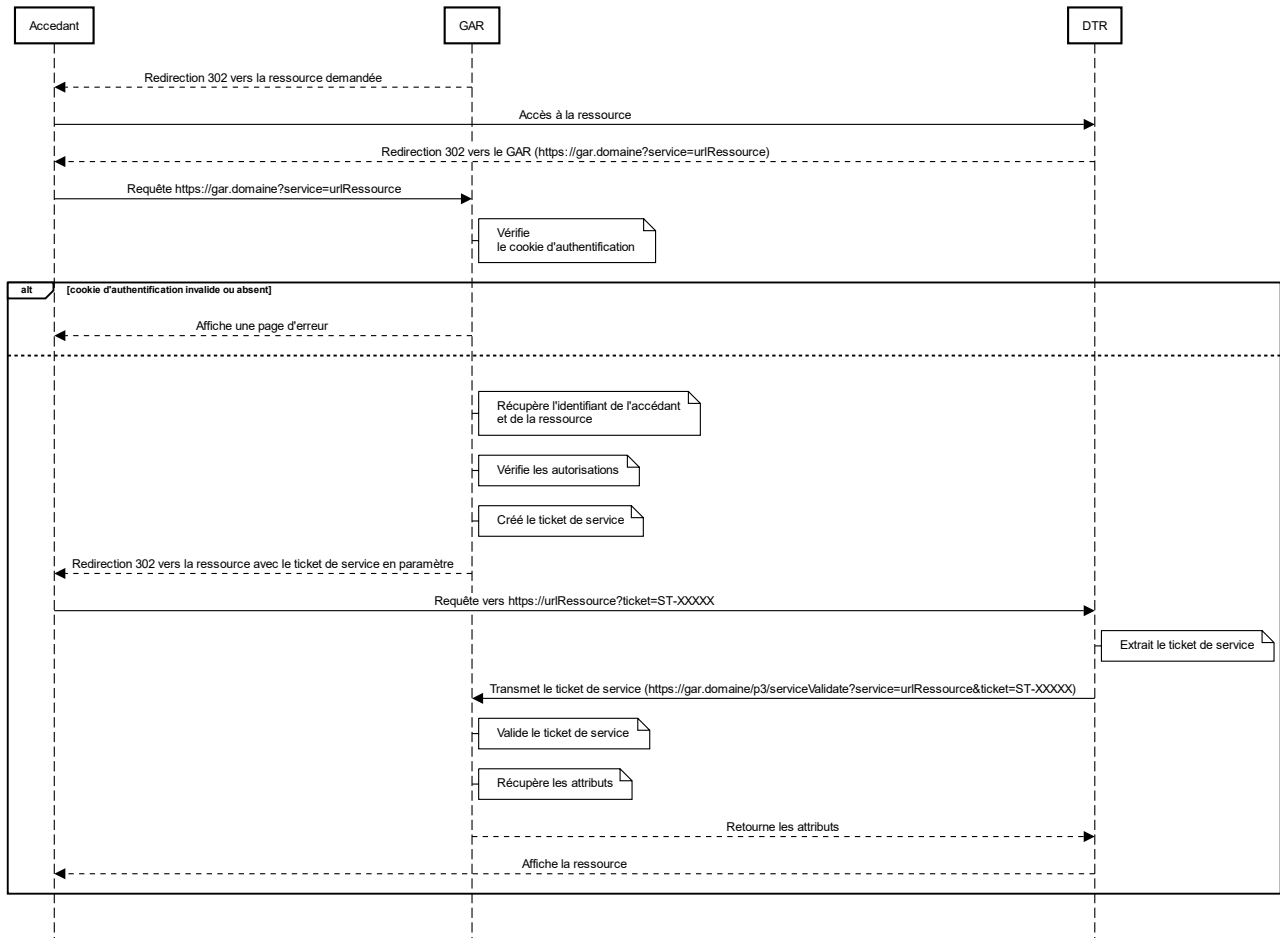 Accedant
GAR
DTR
Redirection 302 vers la ressource demandée
Accès à la ressource
Redirection 302 vers le GAR (https://gar.domaine?service=urlRessource)
Requête https://gar.domaine?service=urlRessource
Vérifie
le cookie d'authentification
alt
[cookie d'authentification invalide ou absent]
Affiche une page d'erreur
Récupère l'identifiant de l'accédant
et de la ressource
Vérifie les autorisations
Créé le ticket de service
Redirection 302 vers la ressource avec le ticket de service en paramètre
Requête vers https://urlRessource?ticket=ST-XXXXX
Extrait le ticket de service
Transmet le ticket de service (https://gar.domaine/p3/serviceValidate?service=urlRessource&ticket=ST-XXXXX)
Valide le ticket de service
Récupère les attributs
Retourne les attributs
Affiche la ressource